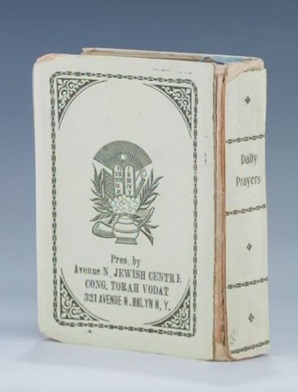 Pres. by
Avenue N. JEWISH CENTRE
CONG. TORAH VODAT
321 AVENUE N. BKLYN N. Y.
Daily
Prayers